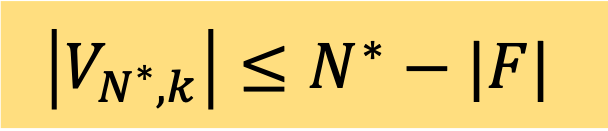 |V_{N^*,k}| ≤ N^* − |F|